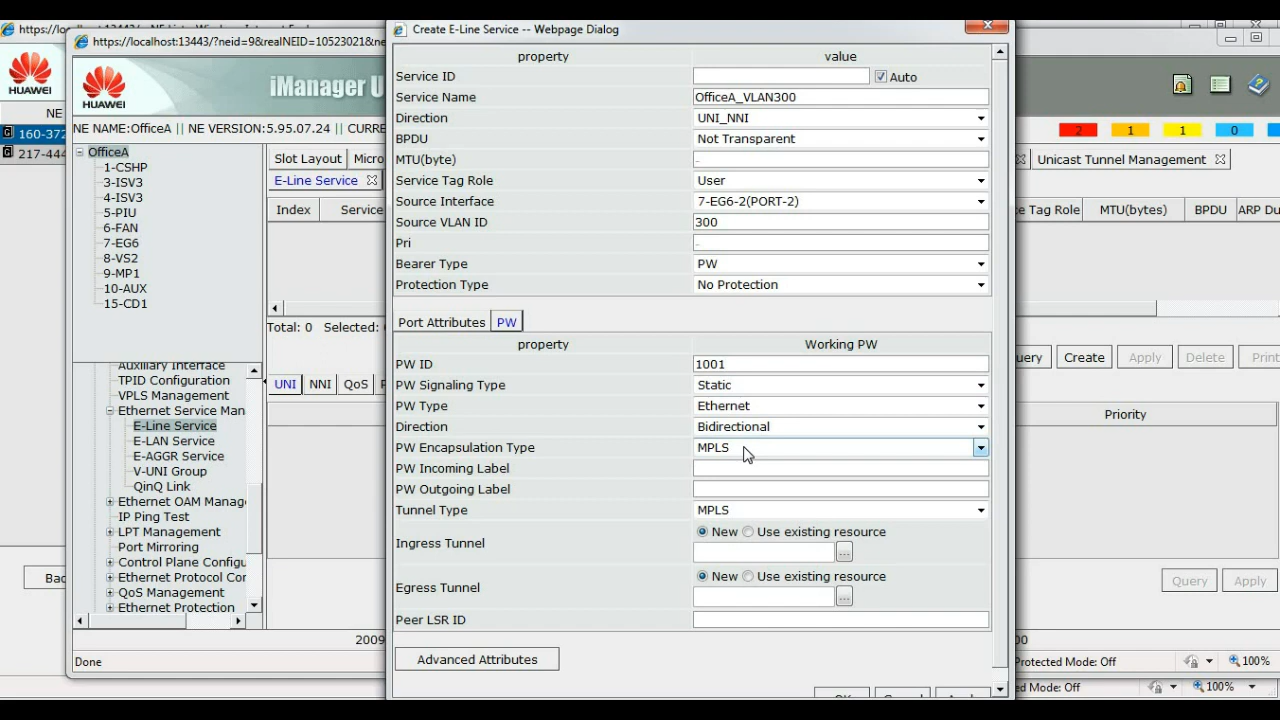 https://lo
Create E-Line Service -- Webpage Dialog
https://localhost:13443/?neid=9&realNEID=10523021&ne
HUAWEI
HUAWEI
iManager U
NE
NE NAME:OfficeA || NE VERSION:5.95.07.24 || CURRE
2
1
1
0
160-372
217-444
OfficeA
1-CSHP
3-ISV3
4-ISV3
5-PIU
6-FAN
7-EG6
8-VS2
9-MP1
10-AUX
15-CD1
Auxiliary Interface
TPID Configuration
VPLS Management
Ethernet Service Man
E-Line Service
E-LAN Service
E-AGGR Service
V-UNI Group
QinQ Link
Ethernet OAM Manag
IP Ping Test
LPT Management
Port Mirroring
Control Plane Configu
Ethernet Protocol Cor
QoS Management
Ethernet Protection
Slot Layout
Micro
E-Line Service
Index
Service
Total: 0 Selected:
UNI
NNI
QoS
property value
Service ID Auto
Service Name OfficeA_VLAN300
Direction UNI_NNI
BPDU Not Transparent
MTU(byte) -
Service Tag Role User
Source Interface 7-EG6-2(PORT-2)
Source VLAN ID 300
Pri -
Bearer Type PW
Protection Type No Protection
Port Attributes PW
property Working PW
PW ID 1001
PW Signaling Type Static
PW Type Ethernet
Direction Bidirectional
PW Encapsulation Type MPLS
PW Incoming Label
PW Outgoing Label
Tunnel Type MPLS
Ingress Tunnel New Use existing resource
...
Egress Tunnel New Use existing resource
...
Peer LSR ID
Advanced Attributes
Unicast Tunnel Management
e Tag Role MTU(bytes) BPDU ARP Du
uery Create Apply Delete Print
Priority
Query Apply
Bac
2009
00
Done
Protected Mode: Off 100%
d Mode: Off 100%